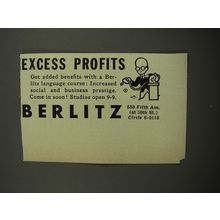 EXCESS PROFITS
Get added benefits with a Ber-
litz language course: Increased
social and business prestige.
Come in soon! Studios open 9-9.
BERLITZ
630 Fifth Ave.
(at 50th St.)
Circle 6-0110